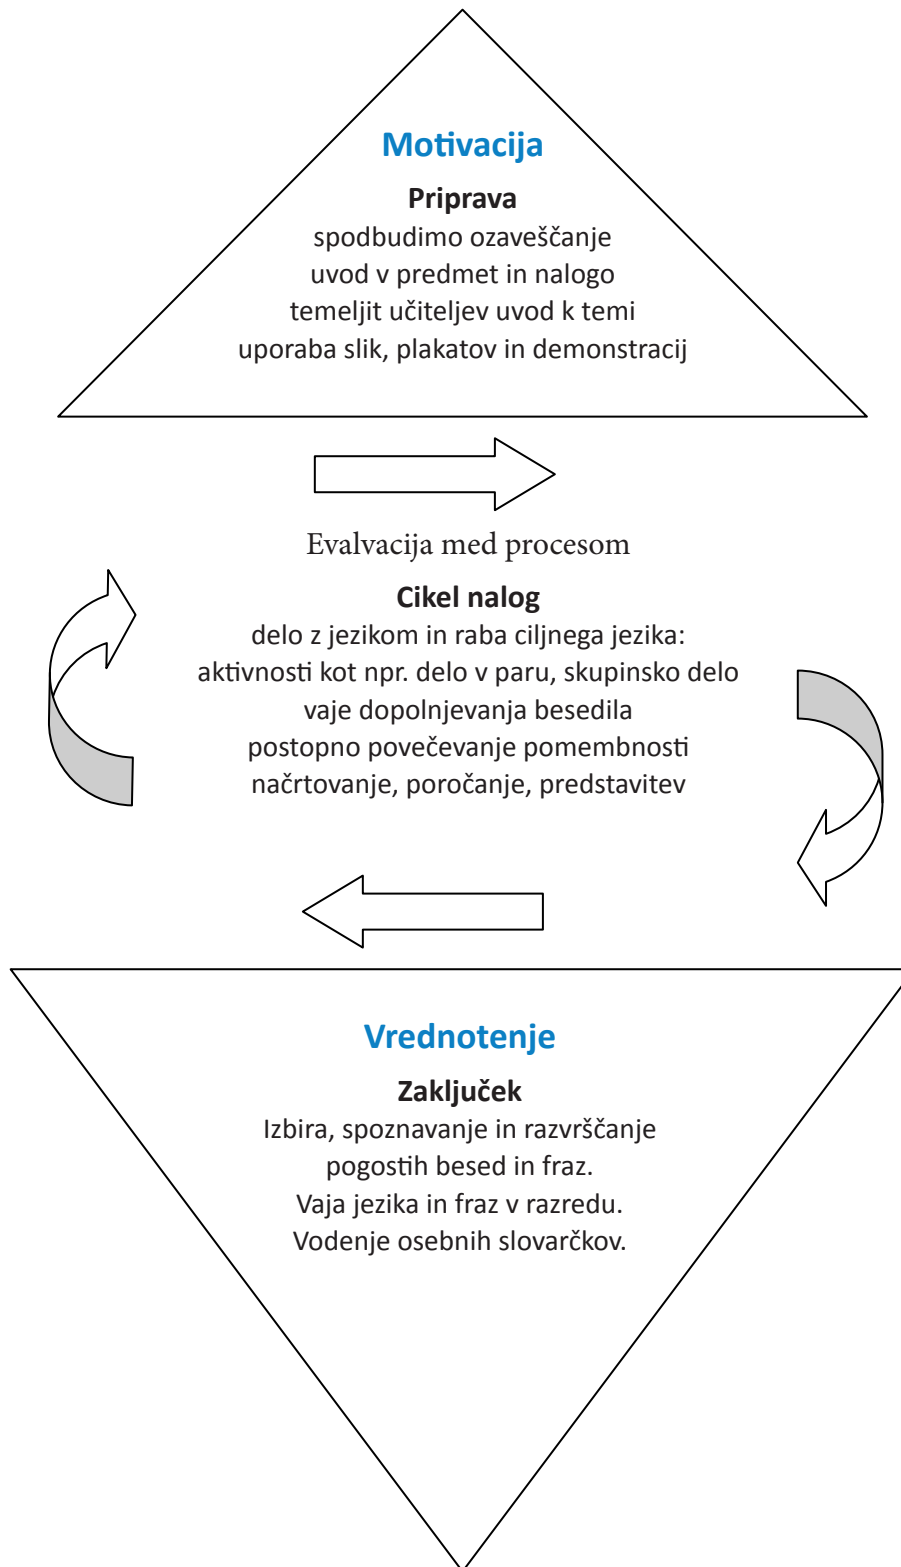 Motivacija
Priprava
spodbudimo ozaveščanje
uvod v predmet in nalogo
temeljit učiteljev uvod k temi
uporaba slik, plakatov in demonstracij
Evalvacija med procesom
Cikel nalog
delo z jezikom in raba ciljnega jezika:
aktivnosti kot npr. delo v paru, skupinsko delo
vaje dopolnjevanja besedila
postopno povečevanje pomembnosti
načrtovanje, poročanje, predstavitev
Vrednotenje
Zaključek
Izbira, spoznavanje in razvrščanje
pogostih besed in fraz.
Vaja jezika in fraz v razredu.
Vodenje osebnih slovarčkov.